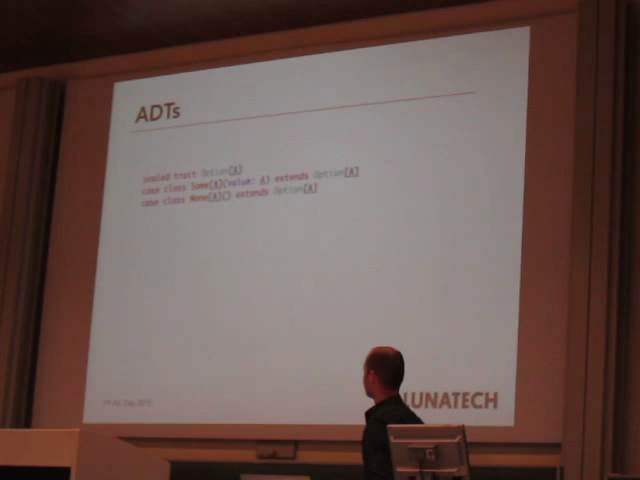 ADTs
sealed trait Option[A]
case class Some[A](value: A) extends Option[A]
case class None[A]() extends Option[A]
LUNATECH